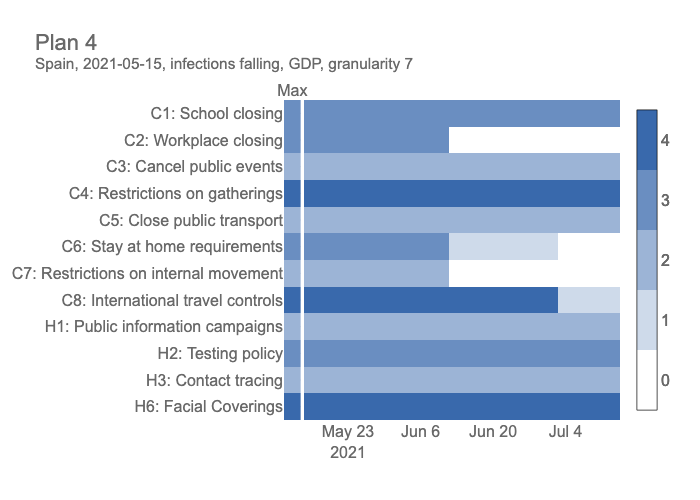 Plan 4
Spain, 2021-05-15, infections falling, GDP, granularity 7
Max
C1: School closing
C2: Workplace closing
C3: Cancel public events
C4: Restrictions on gatherings
C5: Close public transport
C6: Stay at home requirements
C7: Restrictions on internal movement
C8: International travel controls
H1: Public information campaigns
H2: Testing policy
H3: Contact tracing
H6: Facial Coverings
May 23 Jun 6 Jun 20 Jul 4
2021
4
3
2
1
0